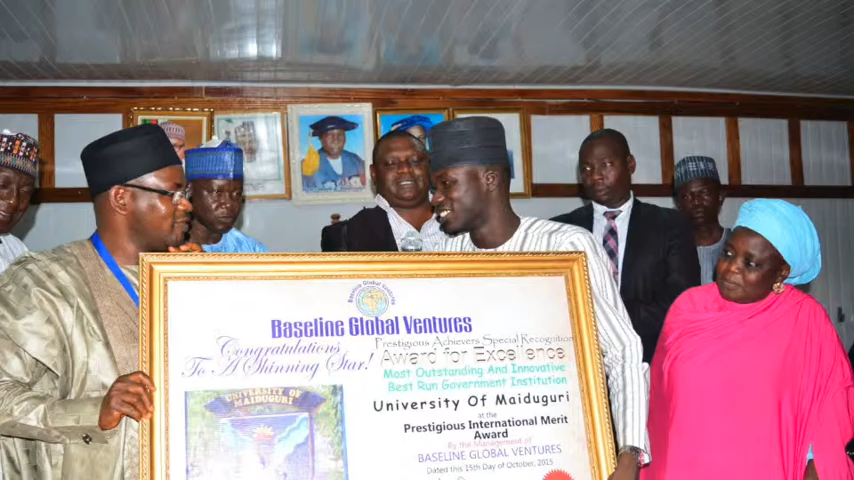 Baseline Global Ventures
Baseline Global Ventures
Prestigious Achievers Special Recognition
Congratulations
To A Shinning Star!
Award for Excellence
Most Outstanding And Innovative
Best Run Government Institution
University Of Maiduguri
at the
Prestigious International Merit
Award
By the Management of
BASELINE GLOBAL VENTURES
Dated this 15th Day of October, 2015
UNIVERSITY OF
MAIDUGURI